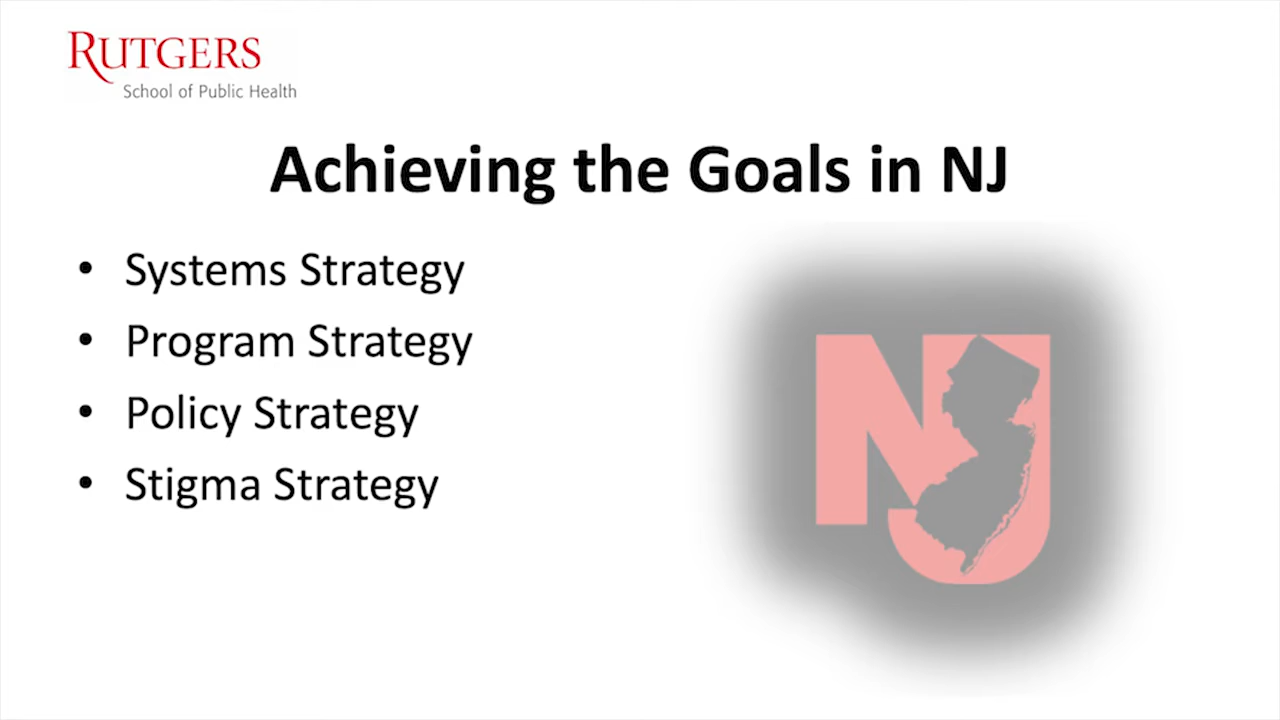 RUTGERS
School of Public Health
Achieving the Goals in NJ
• Systems Strategy
• Program Strategy
• Policy Strategy
• Stigma Strategy
NJ